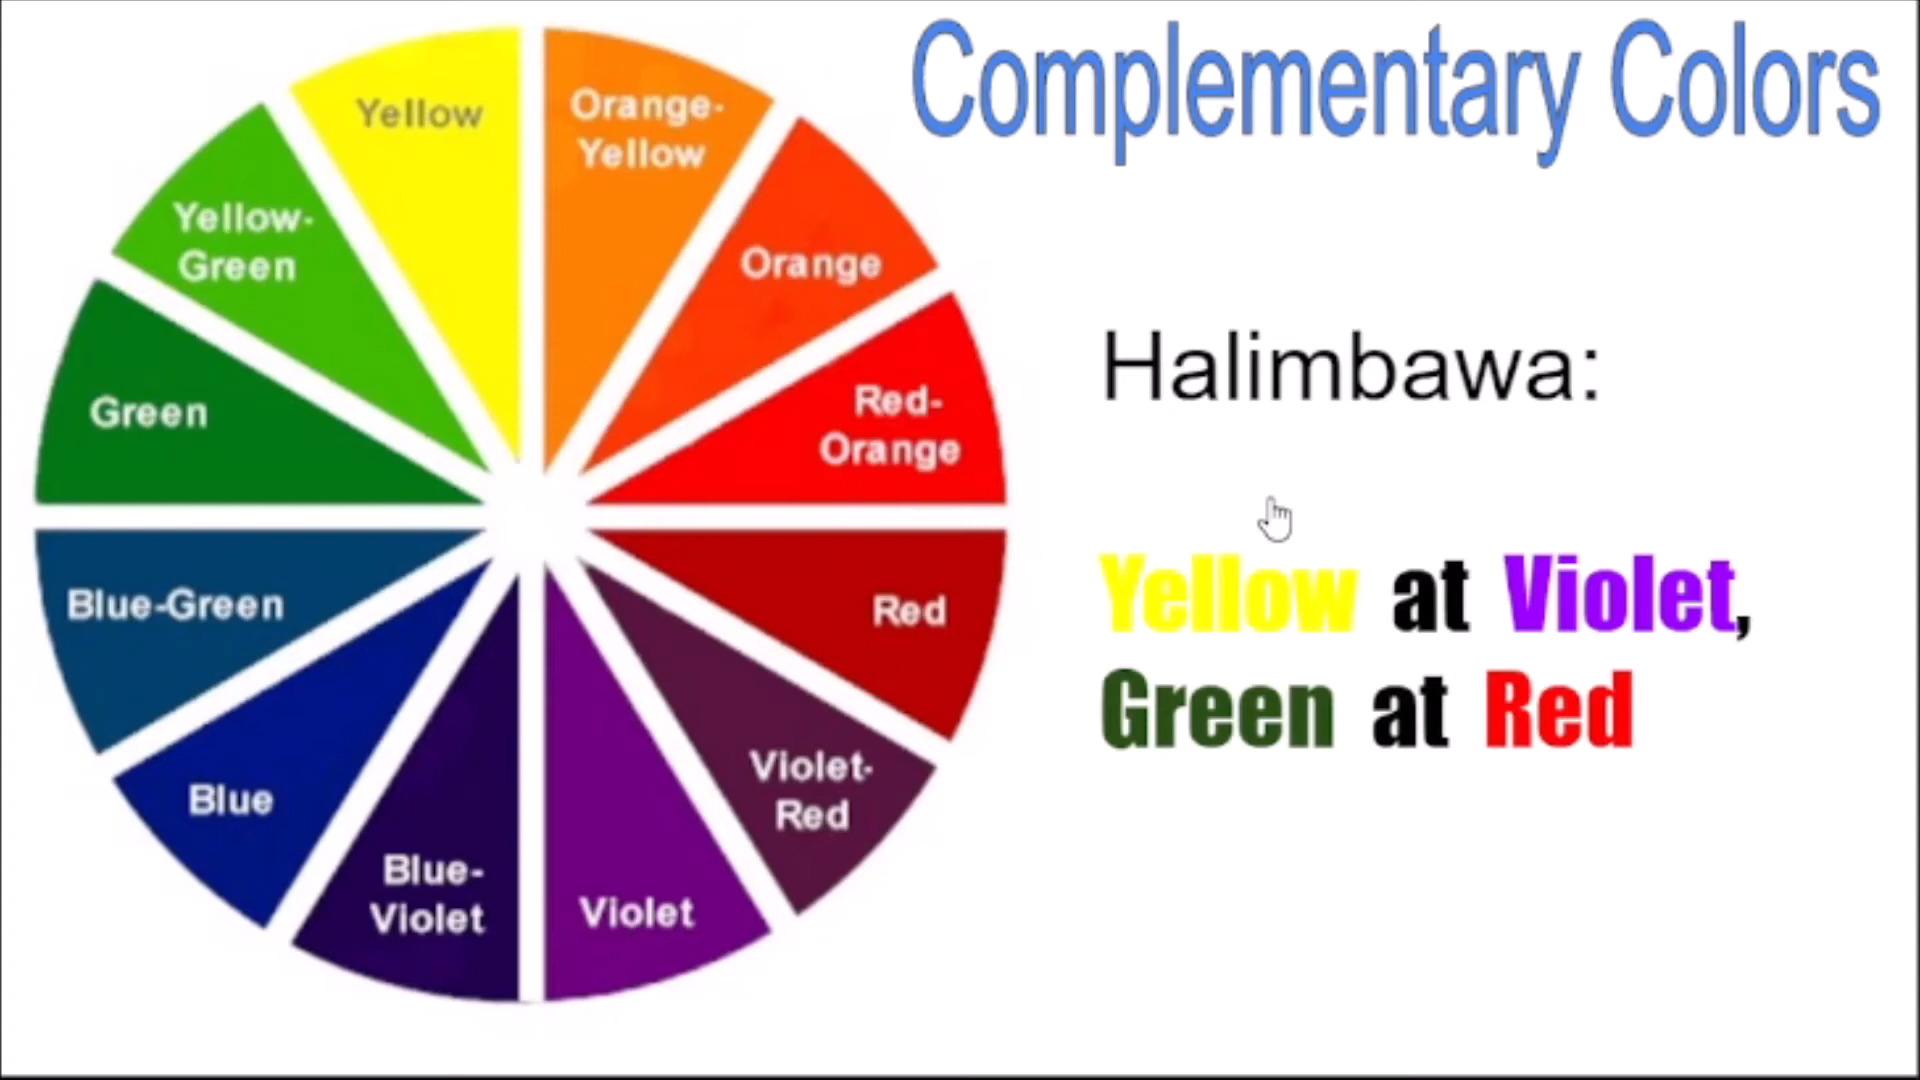 Complementary Colors
Yellow
Orange-
Yellow
Orange
Red-
Orange
Red
Violet-
Red
Violet
Blue-
Violet
Blue
Blue-Green
Green
Yellow-
Green
Halimbawa:
Yellow at Violet,
Green at Red